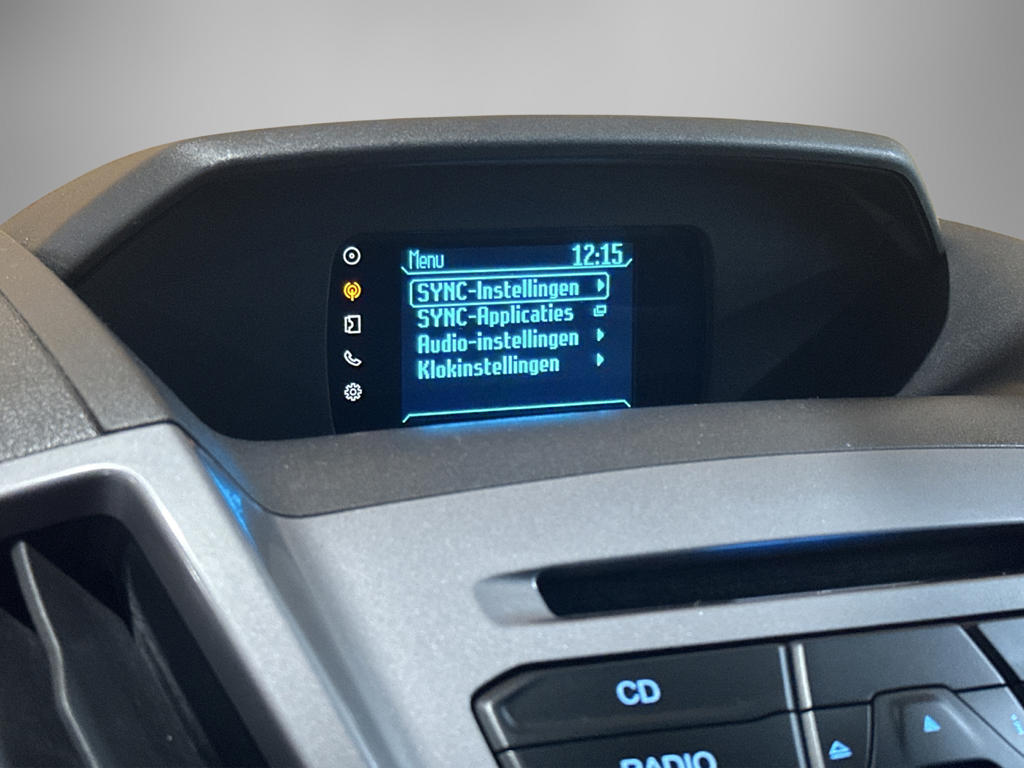 Menu 12:15
SYNC-Instellingen
SYNC-Applicaties
Audio-instellingen
Klokinstellingen
CD
RADIO
i